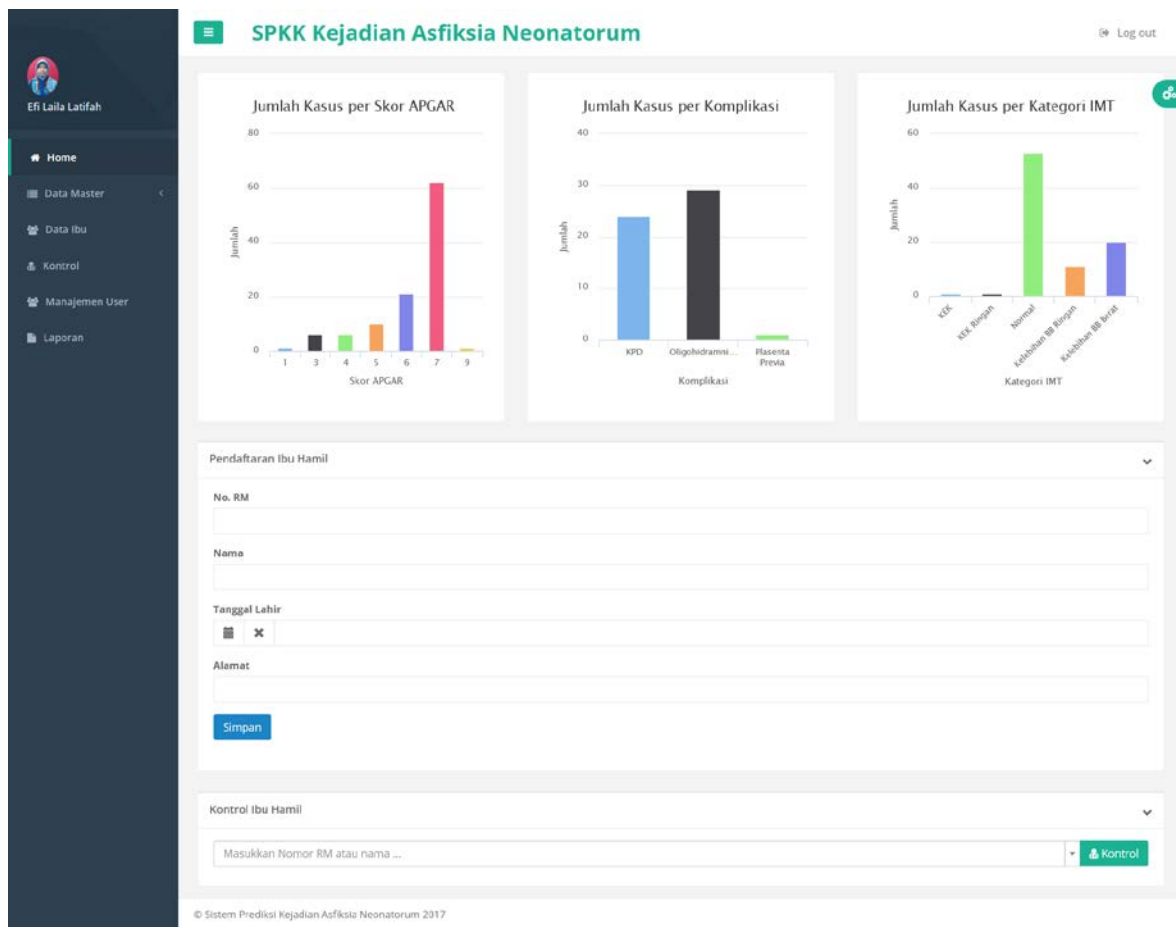 SPKK Kejadian Asfiksia Neonatorum
Log out
Efi Laila Latifah
Home
Data Master
Data Ibu
Kontrol
Manajemen User
Laporan
Jumlah Kasus per Skor APGAR
80
60
40
20
0
Jumlah
1 3 4 5 6 7 9
Skor APGAR
Jumlah Kasus per Komplikasi
40
30
20
10
0
Jumlah
KPD Oligohidramni... Plasenta
Previa
Komplikasi
Jumlah Kasus per Kategori IMT
60
40
20
0
Jumlah
KEK
KEK Ringan
Normal
Kelebihan BB Ringan
Kelebihan BB Berat
Kategori IMT
Pendaftaran Ibu Hamil
No. RM
Nama
Tanggal Lahir
Alamat
Simpan
Kontrol Ibu Hamil
Masukkan Nomor RM atau nama ...
Kontrol
© Sistem Prediksi Kejadian Asfiksia Neonatorum 2017